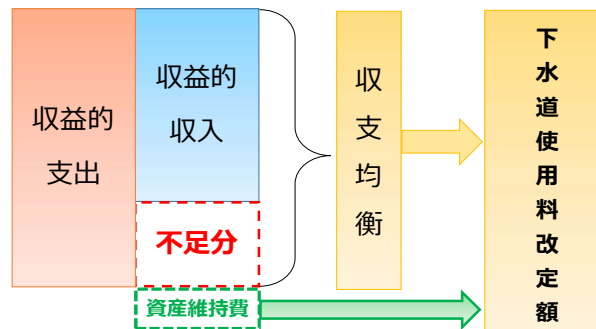 収益的
支出
収益的
収入
不足分
資産維持費
収支均衡
下水道使用料改定額